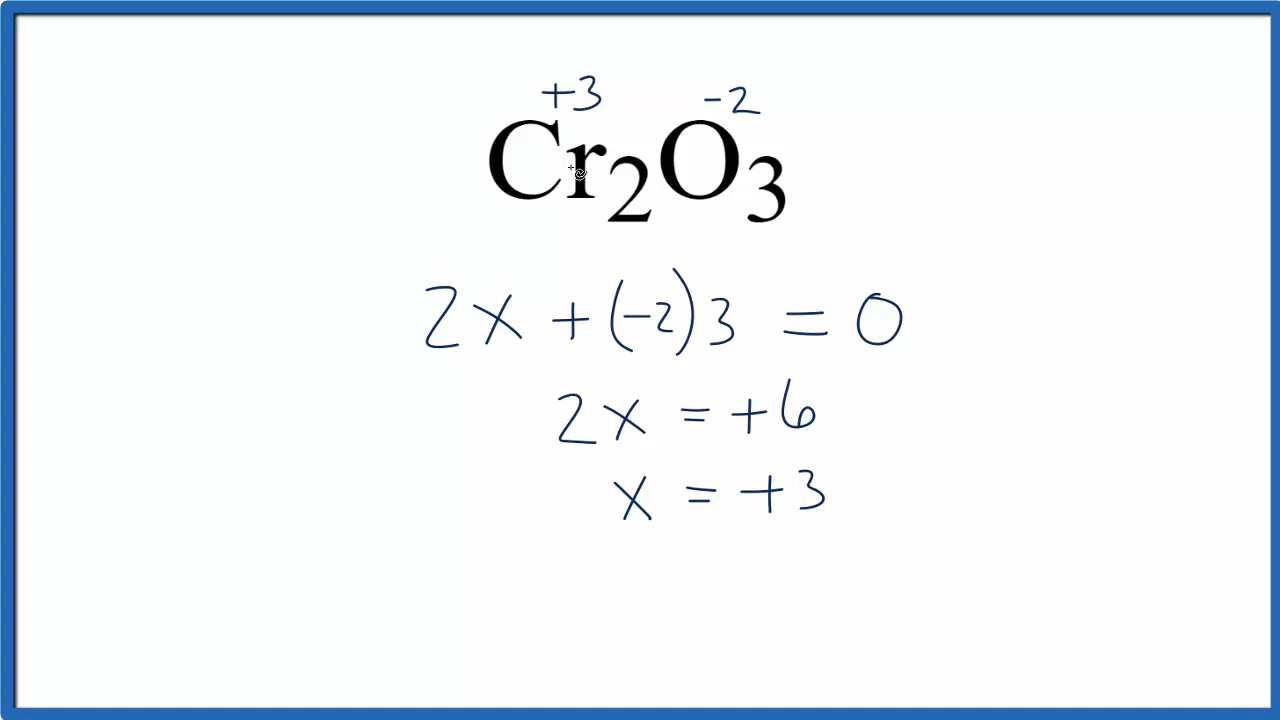 +3 -2
Cr₂O₃
2x + (-2)3 = 0
2x = +6
x = +3